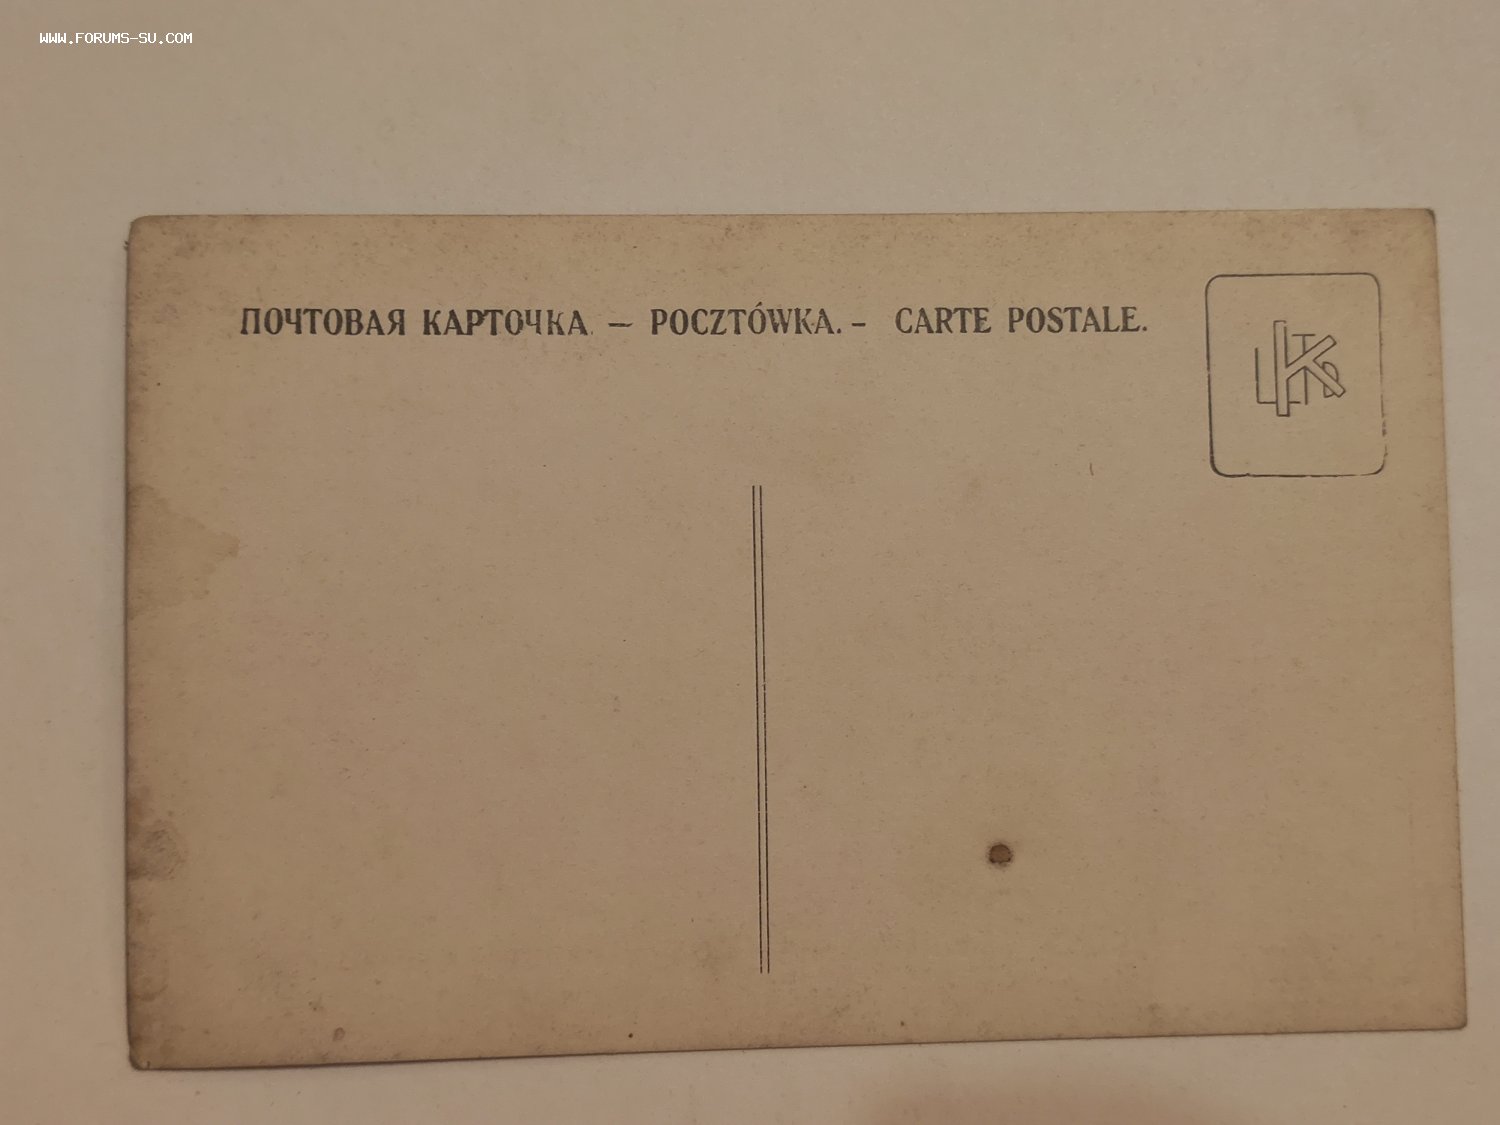 WWW.FORUMS-SU.COM
ПОЧТОВАЯ КАРТОЧКА. — POCZTÓWKA. - CARTE POSTALE.